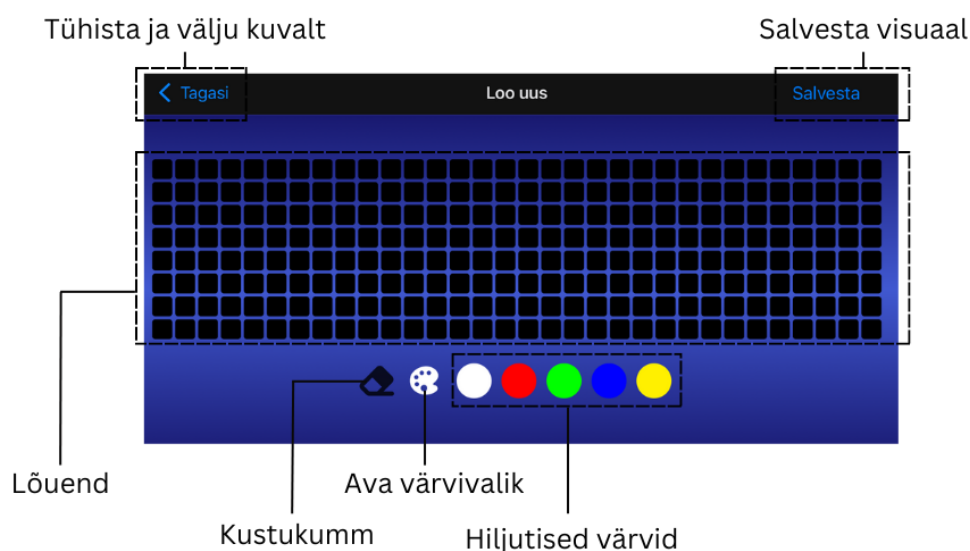 Tühista ja välju kuvalt
Salvesta visuaal
Tagasi
Loo uus
Salvesta
Lõuend
Ava värvivalik
Kustukumm
Hiljutised värvid